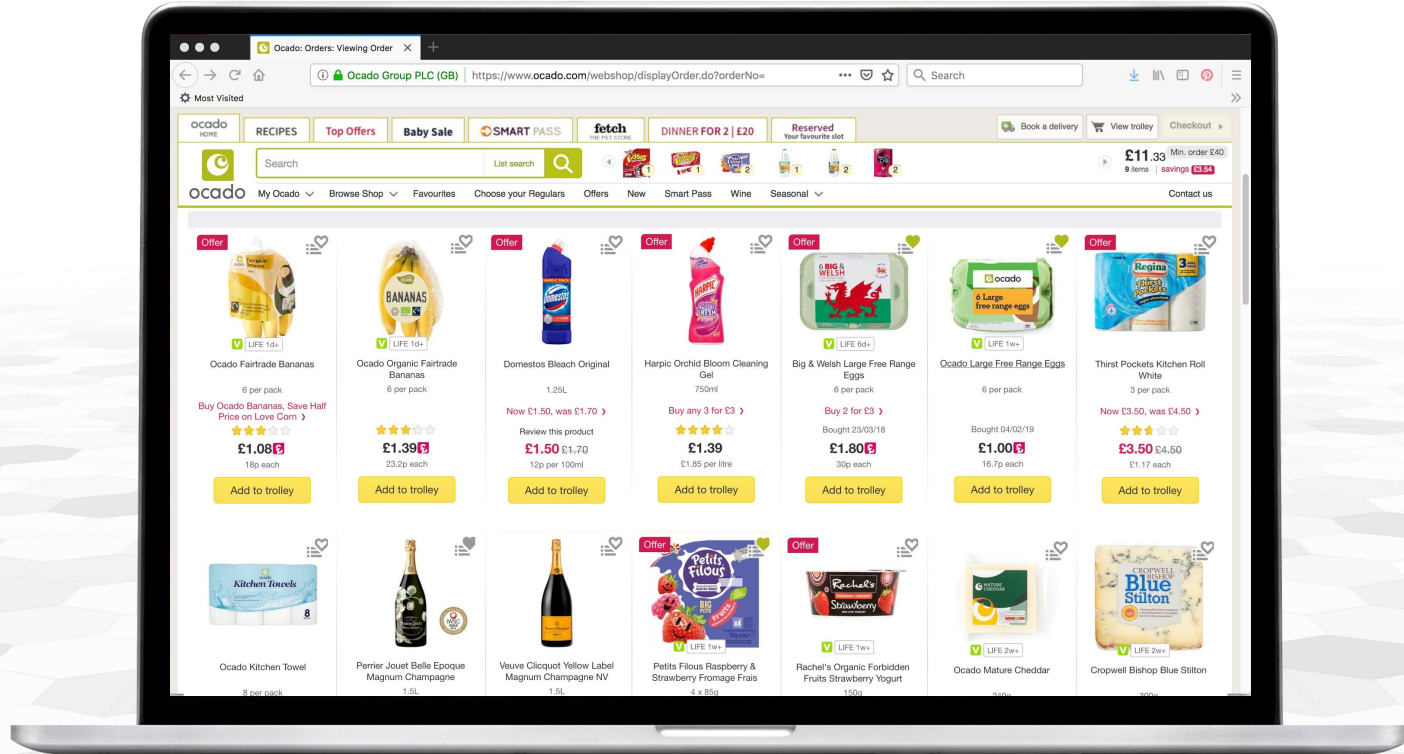 Ocado: Orders: Viewing Order
Ocado Group PLC (GB) https://www.ocado.com/webshop/displayOrder.do?orderNo= Search
Most Visited
ocado HOME
RECIPES Top Offers Baby Sale SMART PASS fetch THE PET STORE DINNER FOR 2 | £20 Reserved Your favourite slot Book a delivery View trolley Checkout
Search List search 1 1 2 1 2 2 £11.33 Min. order £40
9 items | savings £3.54
ocado My Ocado Browse Shop Favourites Choose your Regulars Offers New Smart Pass Wine Seasonal Contact us
Offer Offer Offer Offer Offer
BANANAS
Domestos
HARPIC
6 BIG & WELSH
ocado
6 Large
free range eggs
Regina
3
Thirst Pockets
V LIFE 1d+ V LIFE 1d+ V LIFE 6d+ V LIFE 1w+
Ocado Fairtrade Bananas
6 per pack
Buy Ocado Bananas, Save Half
Price on Love Corn
£1.08
18p each
Add to trolley
Ocado Organic Fairtrade
Bananas
6 per pack
£1.39
23.2p each
Add to trolley
Domestos Bleach Original
1.25L
Now £1.50, was £1.70
Review this product
£1.50 £1.70
12p per 100ml
Add to trolley
Harpic Orchid Bloom Cleaning
Gel
750ml
Buy any 3 for £3
£1.39
£1.85 per litre
Add to trolley
Big & Welsh Large Free Range
Eggs
6 per pack
Buy 2 for £3
Bought 23/03/18
£1.80
30p each
Add to trolley
Ocado Large Free Range Eggs
6 per pack
Bought 04/02/19
£1.00
16.7p each
Add to trolley
Thirst Pockets Kitchen Roll
White
3 per pack
Now £3.50, was £4.50
£3.50 £4.50
£1.17 each
Add to trolley
Kitchen Towels
8
Ocado Kitchen Towel
8 per pack
Perrier Jouet Belle Epoque
Magnum Champagne
1.5L
Veuve Clicquot Yellow Label
Magnum Champagne NV
1.5L
Offer
Petits
Filous
BIG
POTS
fruits
x4
V LIFE 1w+
Petits Filous Raspberry &
Strawberry Fromage Frais
4 x 85g
Offer
Rachel's
Strawberry
V LIFE 1w+
Rachel's Organic Forbidden
Fruits Strawberry Yogurt
150g
MATURE
CHEDDAR
V LIFE 2w+
Ocado Mature Cheddar
CROPWELL
BISHOP
Blue
Stilton
V LIFE 2w+
Cropwell Bishop Blue Stilton